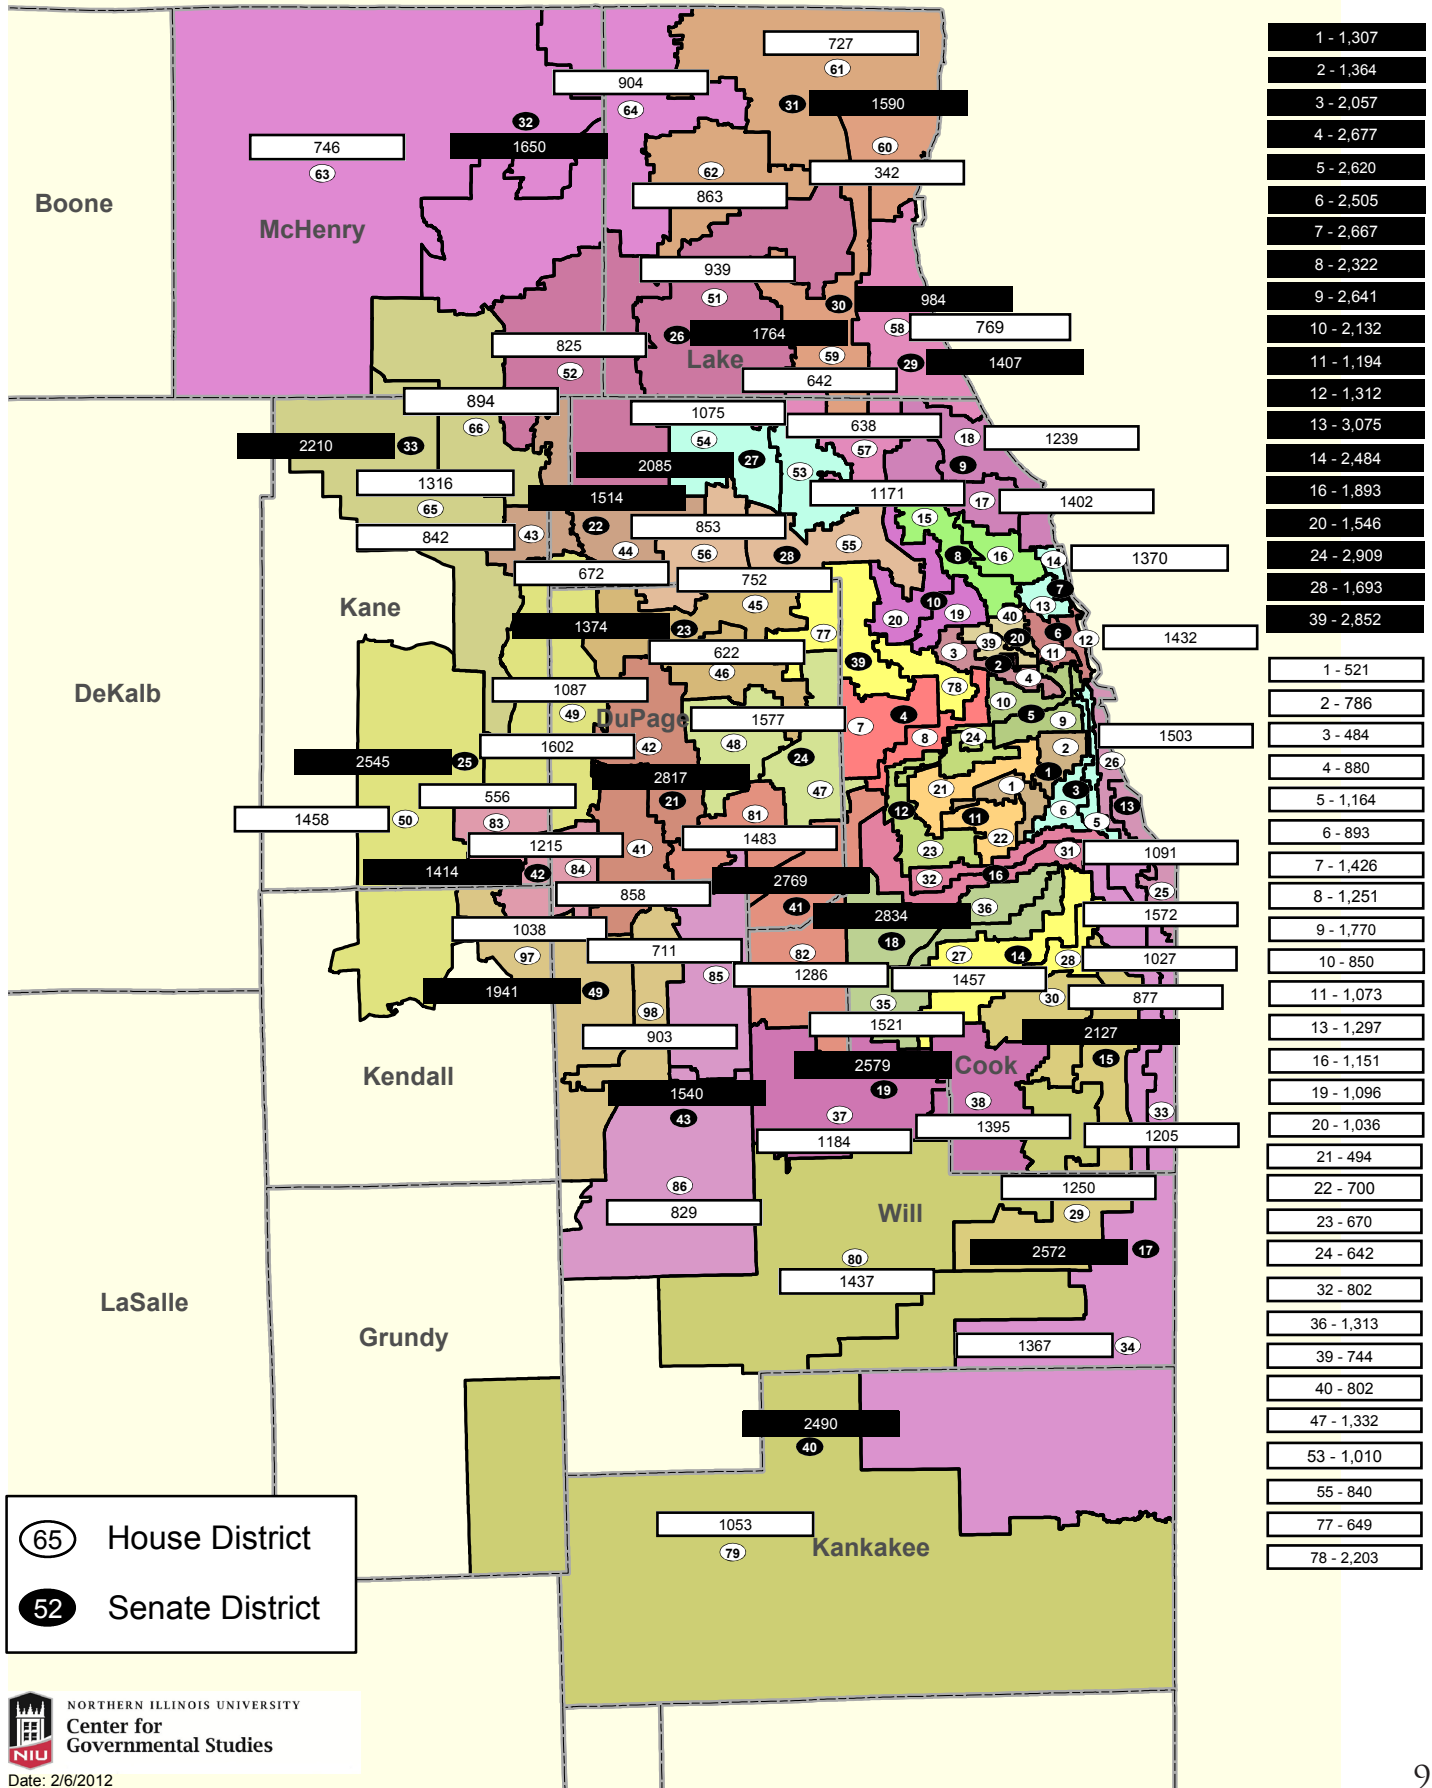 727
61
904
64
31
1590
32
1650
746
63
60
342
62
863
Boone
McHenry
939
51
30
984
58
769
26
1764
Lake
59
29
1407
825
52
642
894
66
1075
638
2210
33
54
57
18
1239
2085
27
9
1316
65
1514
53
1171
17
1402
842
43
22
44
853
56
28
55
15
8
16
14
1370
672
752
7
Kane
45
10
13
1374
23
77
20
19
40
39
20
6
12
1432
622
46
39
3
2
11
4
DeKalb
1087
49
DuPage
1577
78
10
5
4
7
9
1602
42
48
8
24
2
1503
2545
25
24
26
2817
21
47
21
1
1
3
13
556
83
81
12
11
6
5
1458
50
1215
41
1483
22
23
31
1091
1414
42
84
2769
32
16
25
858
41
2834
36
1572
1038
97
711
82
18
27
14
28
1027
85
1286
1457
1941
49
98
35
30
877
903
1521
2127
Kendall
2579
Cook
15
1540
43
19
37
38
33
1184
1395
1205
86
829
Will
1250
29
80
2572
17
1437
LaSalle
Grundy
1367
34
2490
40
1053
79
Kankakee
1 - 1,307
2 - 1,364
3 - 2,057
4 - 2,677
5 - 2,620
6 - 2,505
7 - 2,667
8 - 2,322
9 - 2,641
10 - 2,132
11 - 1,194
12 - 1,312
13 - 3,075
14 - 2,484
16 - 1,893
20 - 1,546
24 - 2,909
28 - 1,693
39 - 2,852
1 - 521
2 - 786
3 - 484
4 - 880
5 - 1,164
6 - 893
7 - 1,426
8 - 1,251
9 - 1,770
10 - 850
11 - 1,073
13 - 1,297
16 - 1,151
19 - 1,096
20 - 1,036
21 - 494
22 - 700
23 - 670
24 - 642
32 - 802
36 - 1,313
39 - 744
40 - 802
47 - 1,332
53 - 1,010
55 - 840
77 - 649
78 - 2,203
65 House District
52 Senate District
NIU
NORTHERN ILLINOIS UNIVERSITY
Center for
Governmental Studies
Date: 2/6/2012
9